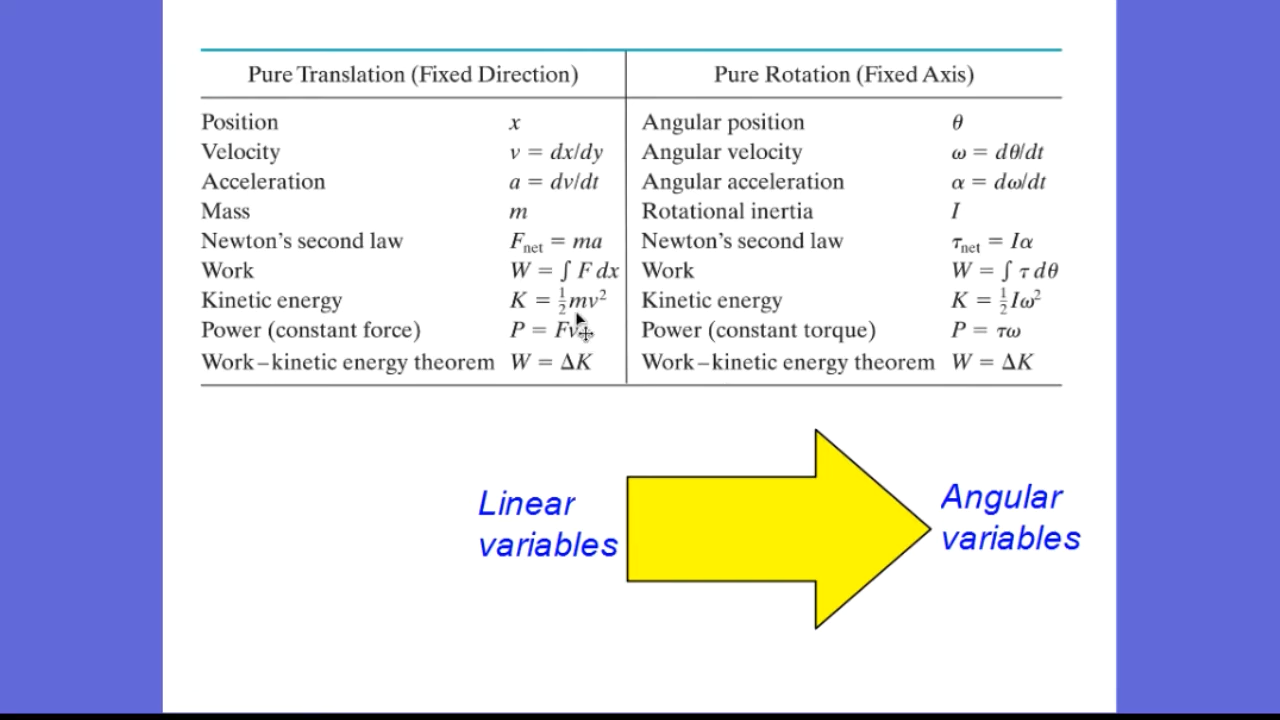 Pure Translation (Fixed Direction) Pure Rotation (Fixed Axis)
Position x Angular position θ
Velocity v = dx/dy Angular velocity ω = dθ/dt
Acceleration a = dv/dt Angular acceleration α = dω/dt
Mass m Rotational inertia I
Newton's second law Fnet = ma Newton's second law τnet = Iα
Work W = ∫ F dx Work W = ∫ τ dθ
Kinetic energy K = ½mv² Kinetic energy K = ½Iω²
Power (constant force) P = Fv Power (constant torque) P = τω
Work–kinetic energy theorem W = ΔK Work–kinetic energy theorem W = ΔK
Linear
variables
Angular
variables